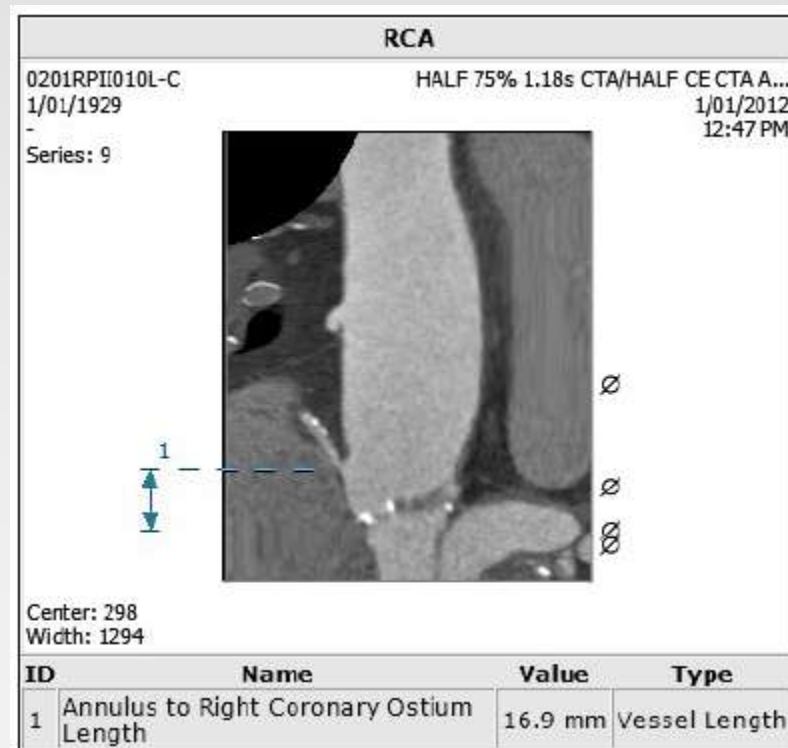 RCA
0201RPII010L-C
HALF 75% 1.18s CTA/HALF CE CTA A...
1/01/1929
1/01/2012
-
12:47 PM
Series: 9
Ø
1
Ø
Ø
Ø
Center: 298
Width: 1294
ID Name Value Type
1 Annulus to Right Coronary Ostium Length 16.9 mm Vessel Length